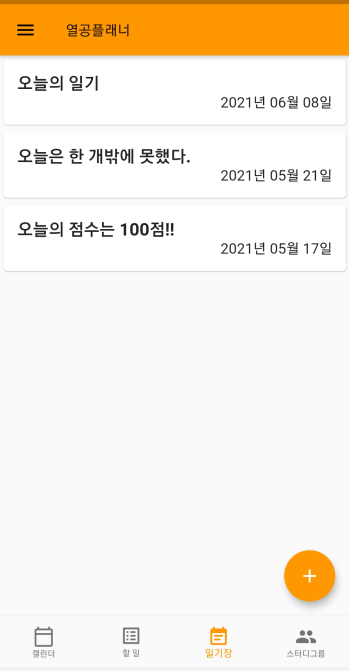 열공플래너
오늘의 일기
2021년 06월 08일
오늘은 한 개밖에 못했다.
2021년 05월 21일
오늘의 점수는 100점!!
2021년 05월 17일
캘린더
할 일
일기장
스터디그룹